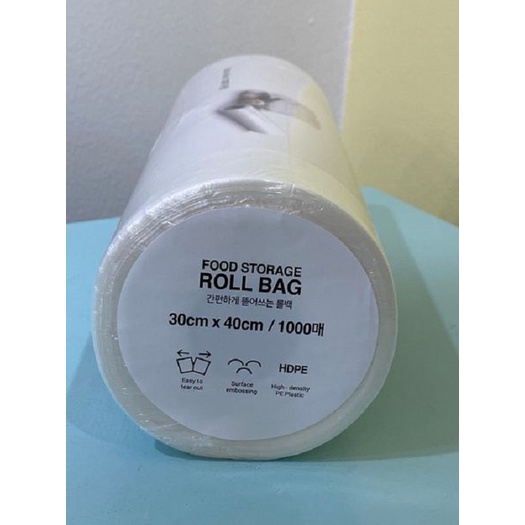 FOOD STORAGE
ROLL BAG
간편하게 뜯어쓰는 롤백
30cm x 40cm / 1000매
HDPE
Easy to
tear out
Surface
embossing
High-density
PE Plastic